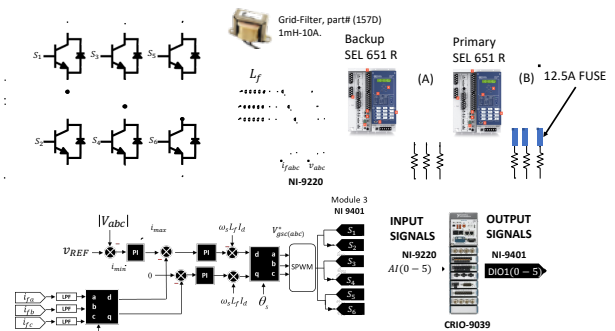 Grid-Filter, part# (157D)
1mH-10A.
Backup
SEL 651 R
Primary
SEL 651 R
(A)
(B)
12.5A FUSE
S1
S3
S5
S2
S4
S6
Lf
ifabc
vabc
NI-9220
|Vabc|
imax
vREF
PI
imin
0
PI
PI
ωsLfId
ωsLfId
d
a
b
q
c
θs
V*gsc(abc)
SPWM
Module 3
NI 9401
S1
S2
S3
S4
S5
S6
ifa
ifb
ifc
LPF
LPF
LPF
a
d
b
c
q
INPUT
SIGNALS
NI-9220
AI(0 − 5)
OUTPUT
SIGNALS
NI-9401
DIO1(0 − 5)
CRIO-9039